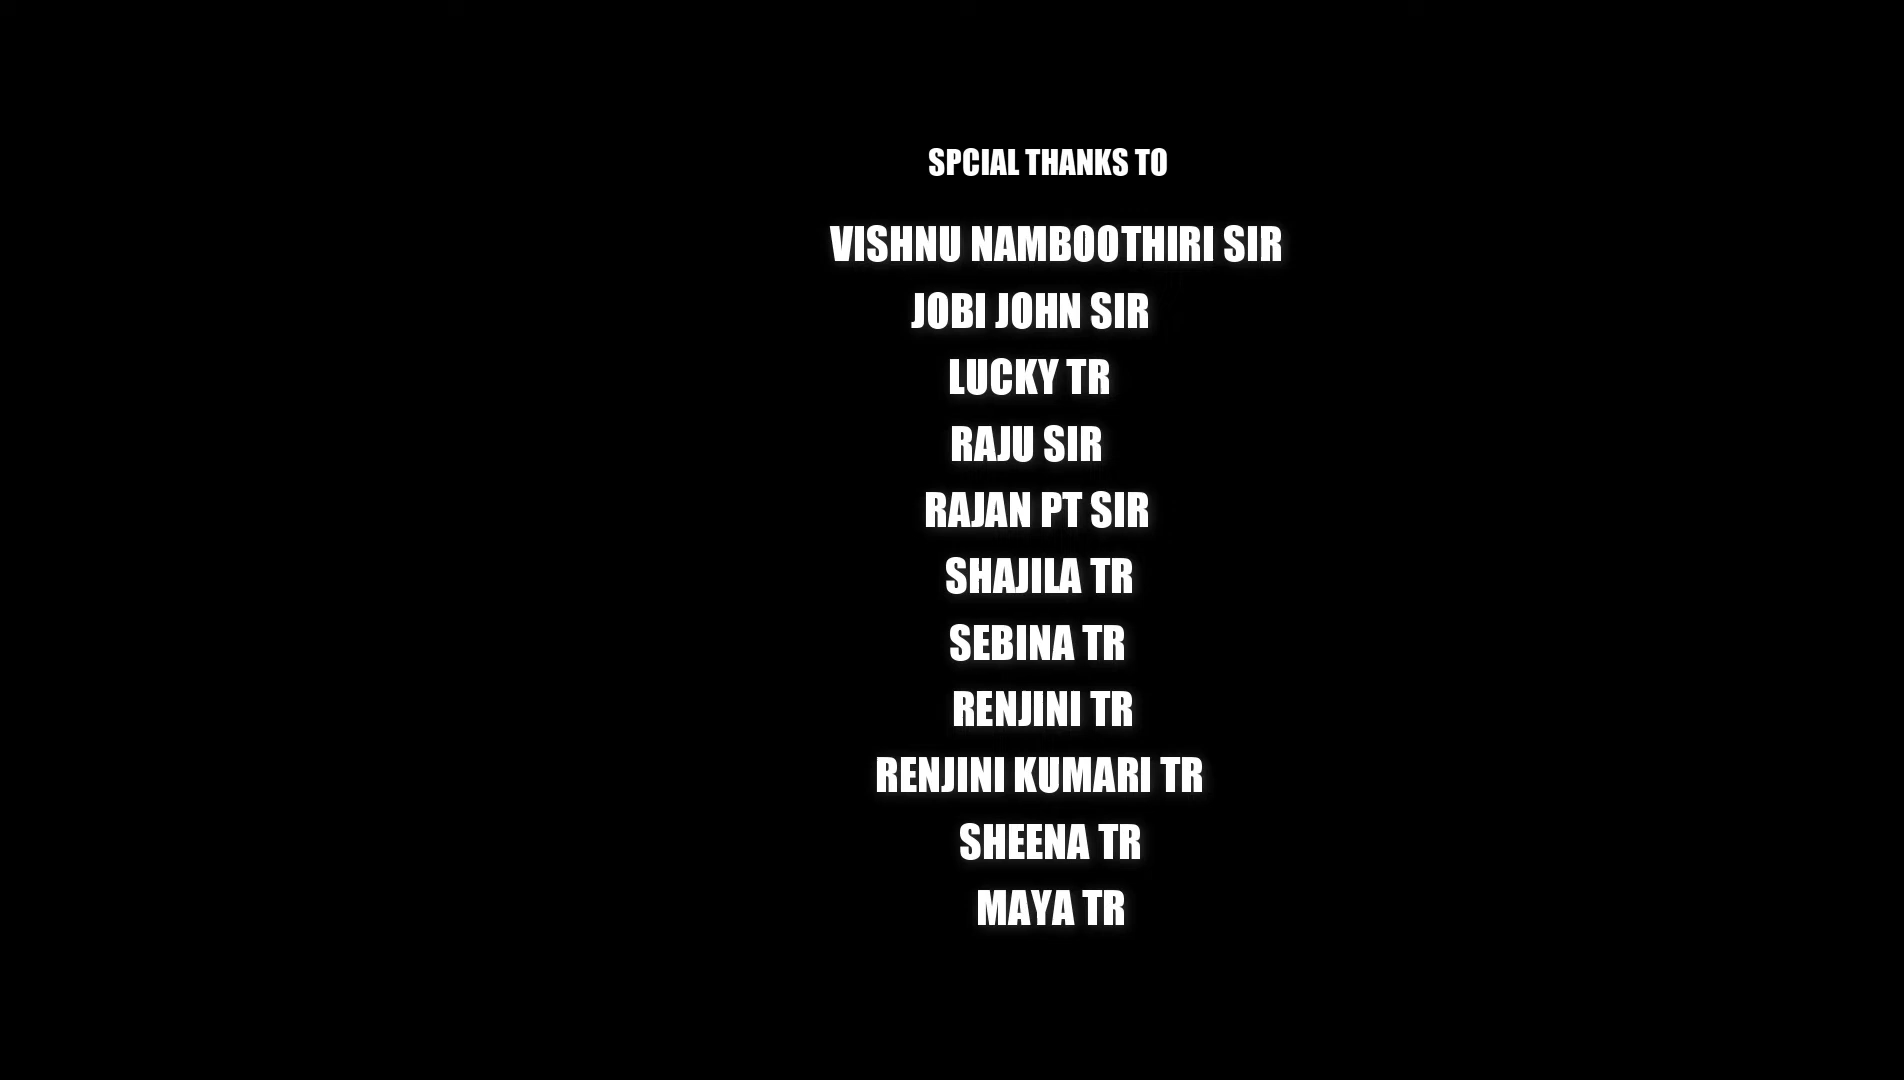 SPCIAL THANKS TO
VISHNU NAMBOOTHIRI SIR
JOBI JOHN SIR
LUCKY TR
RAJU SIR
RAJAN PT SIR
SHAJILA TR
SEBINA TR
RENJINI TR
RENJINI KUMARI TR
SHEENA TR
MAYA TR